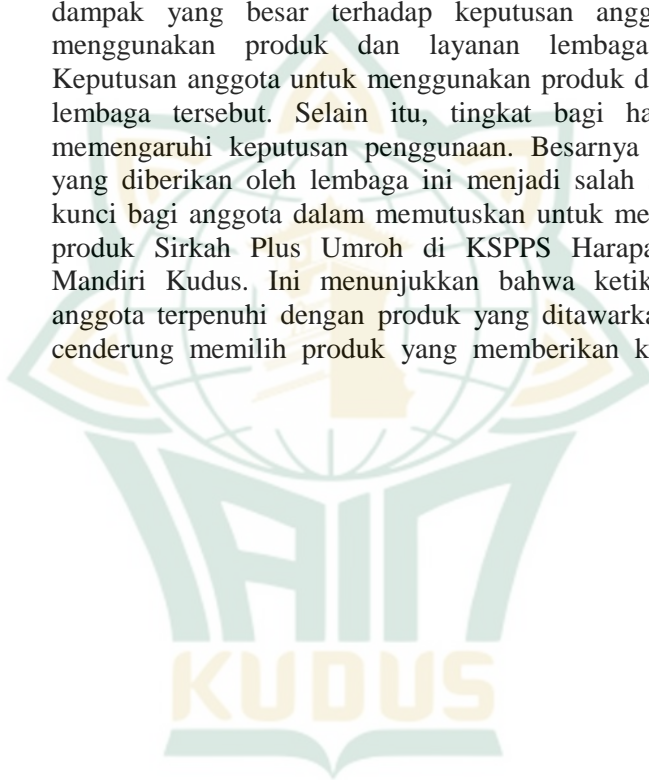 dampak yang besar terhadap keputusan angg
menggunakan produk dan layanan lembaga
Keputusan anggota untuk menggunakan produk d
lembaga tersebut. Selain itu, tingkat bagi ha
memengaruhi keputusan penggunaan. Besarnya
yang diberikan oleh lembaga ini menjadi salah
kunci bagi anggota dalam memutuskan untuk me
produk Sirkah Plus Umroh di KSPPS Harapa
Mandiri Kudus. Ini menunjukkan bahwa ketik
anggota terpenuhi dengan produk yang ditawarka
cenderung memilih produk yang memberikan k
IAIN
KUDUS